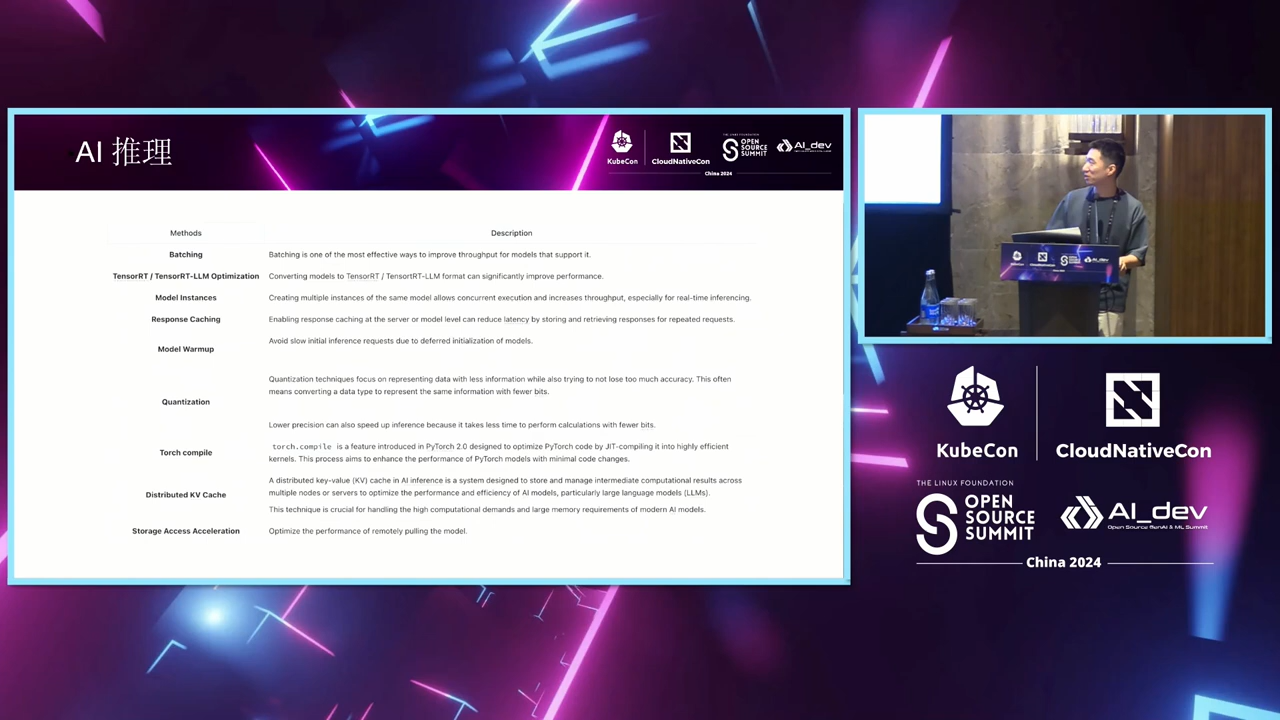 AI 推理
KubeCon
CloudNativeCon
THE LINUX FOUNDATION
OPEN
SOURCE
SUMMIT
AI_dev
China 2024
Methods
Description
Batching
Batching is one of the most effective ways to improve throughput for models that support it.
TensorRT / TensorRT-LLM Optimization
Converting models to TensorRT / TensortRT-LLM format can significantly improve performance.
Model Instances
Creating multiple instances of the same model allows concurrent execution and increases throughput, especially for real-time inferencing.
Response Caching
Enabling response caching at the server or model level can reduce latency by storing and retrieving responses for repeated requests.
Model Warmup
Avoid slow initial inference requests due to deferred initialization of models.
Quantization
Quantization techniques focus on representing data with less information while also trying to not lose too much accuracy. This often
means converting a data type to represent the same information with fewer bits.
Lower precision can also speed up inference because it takes less time to perform calculations with fewer bits.
Torch compile
torch.compile is a feature introduced in PyTorch 2.0 designed to optimize PyTorch code by JIT-compiling it into highly efficient
kernels. This process aims to enhance the performance of PyTorch models with minimal code changes.
Distributed KV Cache
A distributed key-value (KV) cache in AI inference is a system designed to store and manage intermediate computational results across
multiple nodes or servers to optimize the performance and efficiency of AI models, particularly large language models (LLMs).
This technique is crucial for handling the high computational demands and large memory requirements of modern AI models.
Storage Access Acceleration
Optimize the performance of remotely pulling the model.
KubeCon
CloudNativeCon
THE LINUX FOUNDATION
OPEN
SOURCE
SUMMIT
AI_dev
Open Source GenAI & ML Summit
China 2024